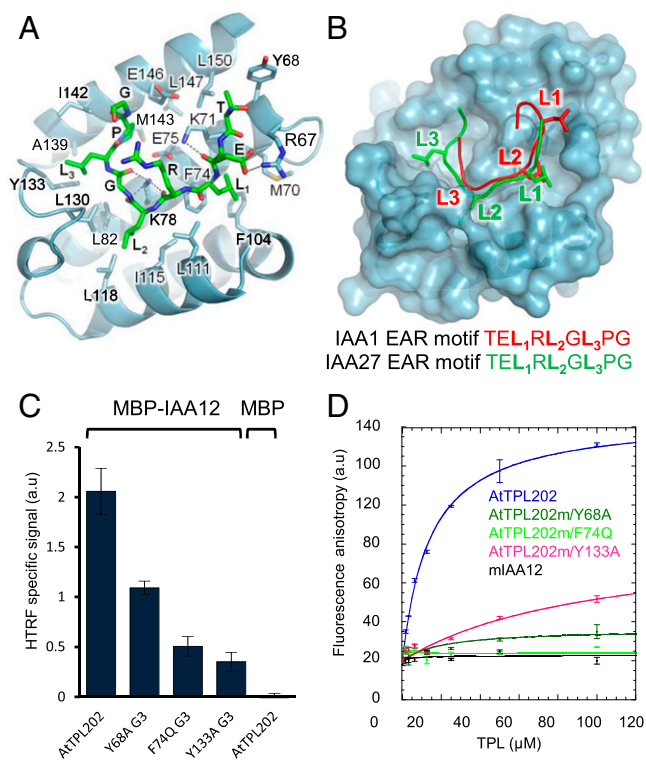 A
B
L150
Y68
E146
L147
I142
G
T
M143
K71
P
E75
E
R67
A139
L₃
R
F74
M70
Y133
G
L₁
L130
K78
L82
L₂
F104
L111
I115
L118
L1
L3
L2
L3
L1
L2
IAA1 EAR motif TEL₁RL₂GL₃PG
IAA27 EAR motif TEL₁RL₂GL₃PG
C
MBP-IAA12 MBP
HTRF specific signal (a.u)
2.5
2
1.5
1
0.5
0
AtTPL202
Y68A G3
F74Q G3
Y133A G3
AtTPL202
D
Fluorescence anisotropy (a.u)
140
100
120
80
60
40
20
0
AtTPL202
AtTPL202m/Y68A
AtTPL202m/F74Q
AtTPL202m/Y133A
mIAA12
0 20 40 60 80 100 120
TPL (µM)